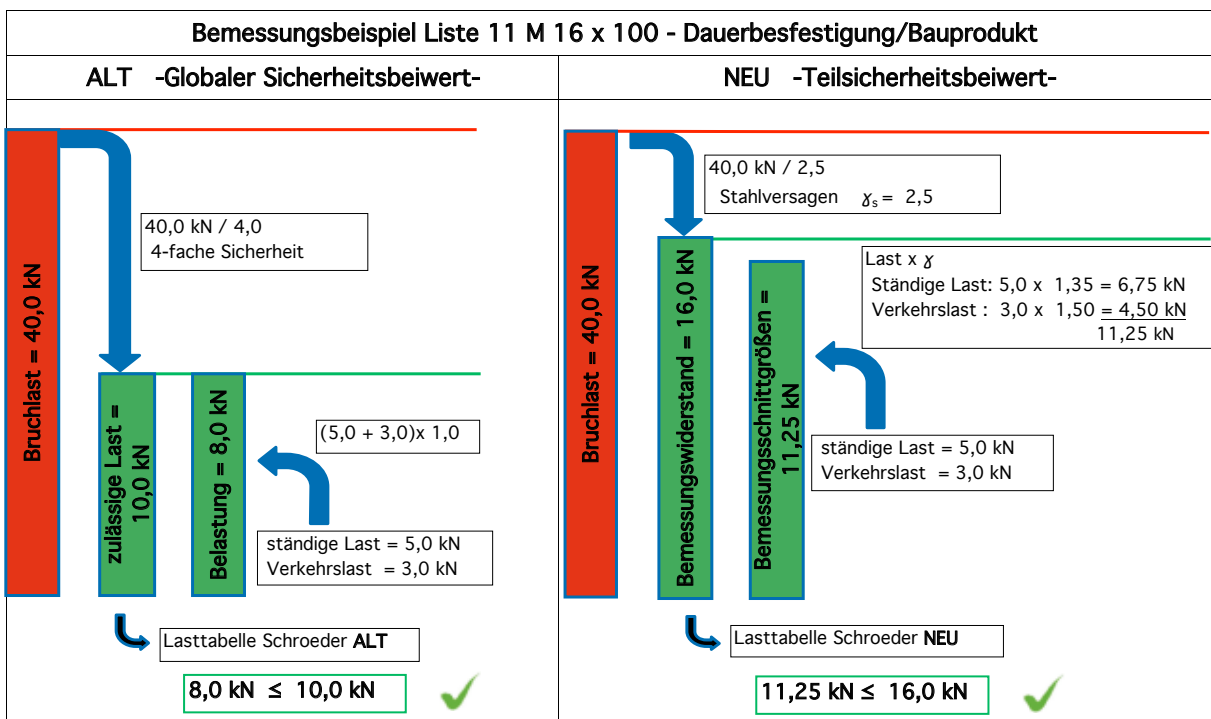 Bemessungsbeispiel Liste 11 M 16 x 100 - Dauerbesfestigung/Bauprodukt
ALT -Globaler Sicherheitsbeiwert-
Bruchlast = 40,0 kN
40,0 kN / 4,0
4-fache Sicherheit
zulässige Last =
10,0 kN
Belastung = 8,0 kN
(5,0 + 3,0)x 1,0
ständige Last = 5,0 kN
Verkehrslast = 3,0 kN
Lasttabelle Schroeder ALT
8,0 kN ≤ 10,0 kN
NEU -Teilsicherheitsbeiwert-
Bruchlast = 40,0 kN
40,0 kN / 2,5
Stahlversagen ɣs = 2,5
Bemessungswiderstand = 16,0 kN
Bemessungsschnittgrößen =
11,25 kN
Last x ɣ
Ständige Last: 5,0 x 1,35 = 6,75 kN
Verkehrslast : 3,0 x 1,50 = 4,50 kN
11,25 kN
ständige Last = 5,0 kN
Verkehrslast = 3,0 kN
Lasttabelle Schroeder NEU
11,25 kN ≤ 16,0 kN